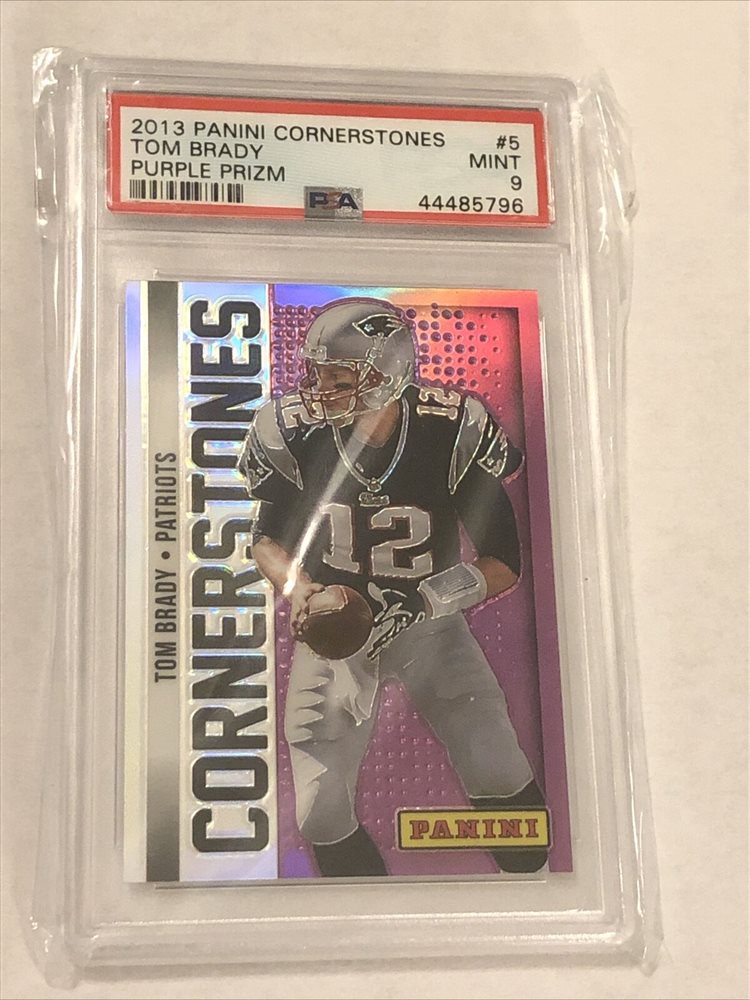 2013 PANINI CORNERSTONES #5
TOM BRADY MINT
PURPLE PRIZM 9
PSA 44485796
CORNERSTONES
TOM BRADY • PATRIOTS
12
12
12
PANINI